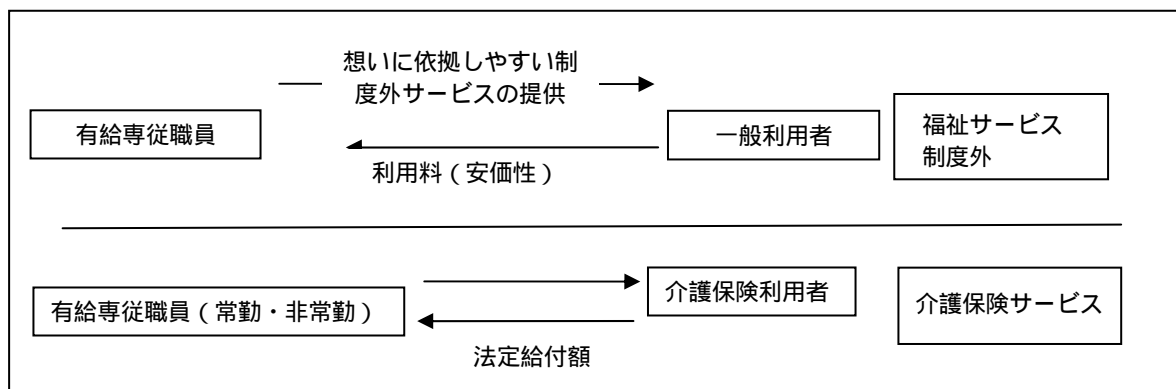 想いに依拠しやすい制
度外サービスの提供
有給専従職員
一般利用者
福祉サービス
制度外
利用料（安価性）
有給専従職員（常勤・非常勤）
介護保険利用者
介護保険サービス
法定給付額